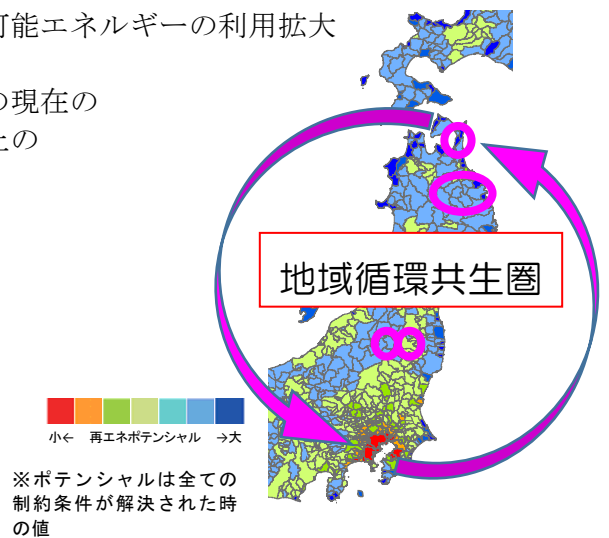 可能エネルギーの利用拡大
の現在の
上の
地域循環共生圏
小← 再エネポテンシャル →大
※ポテンシャルは全ての
制約条件が解決された時
の値